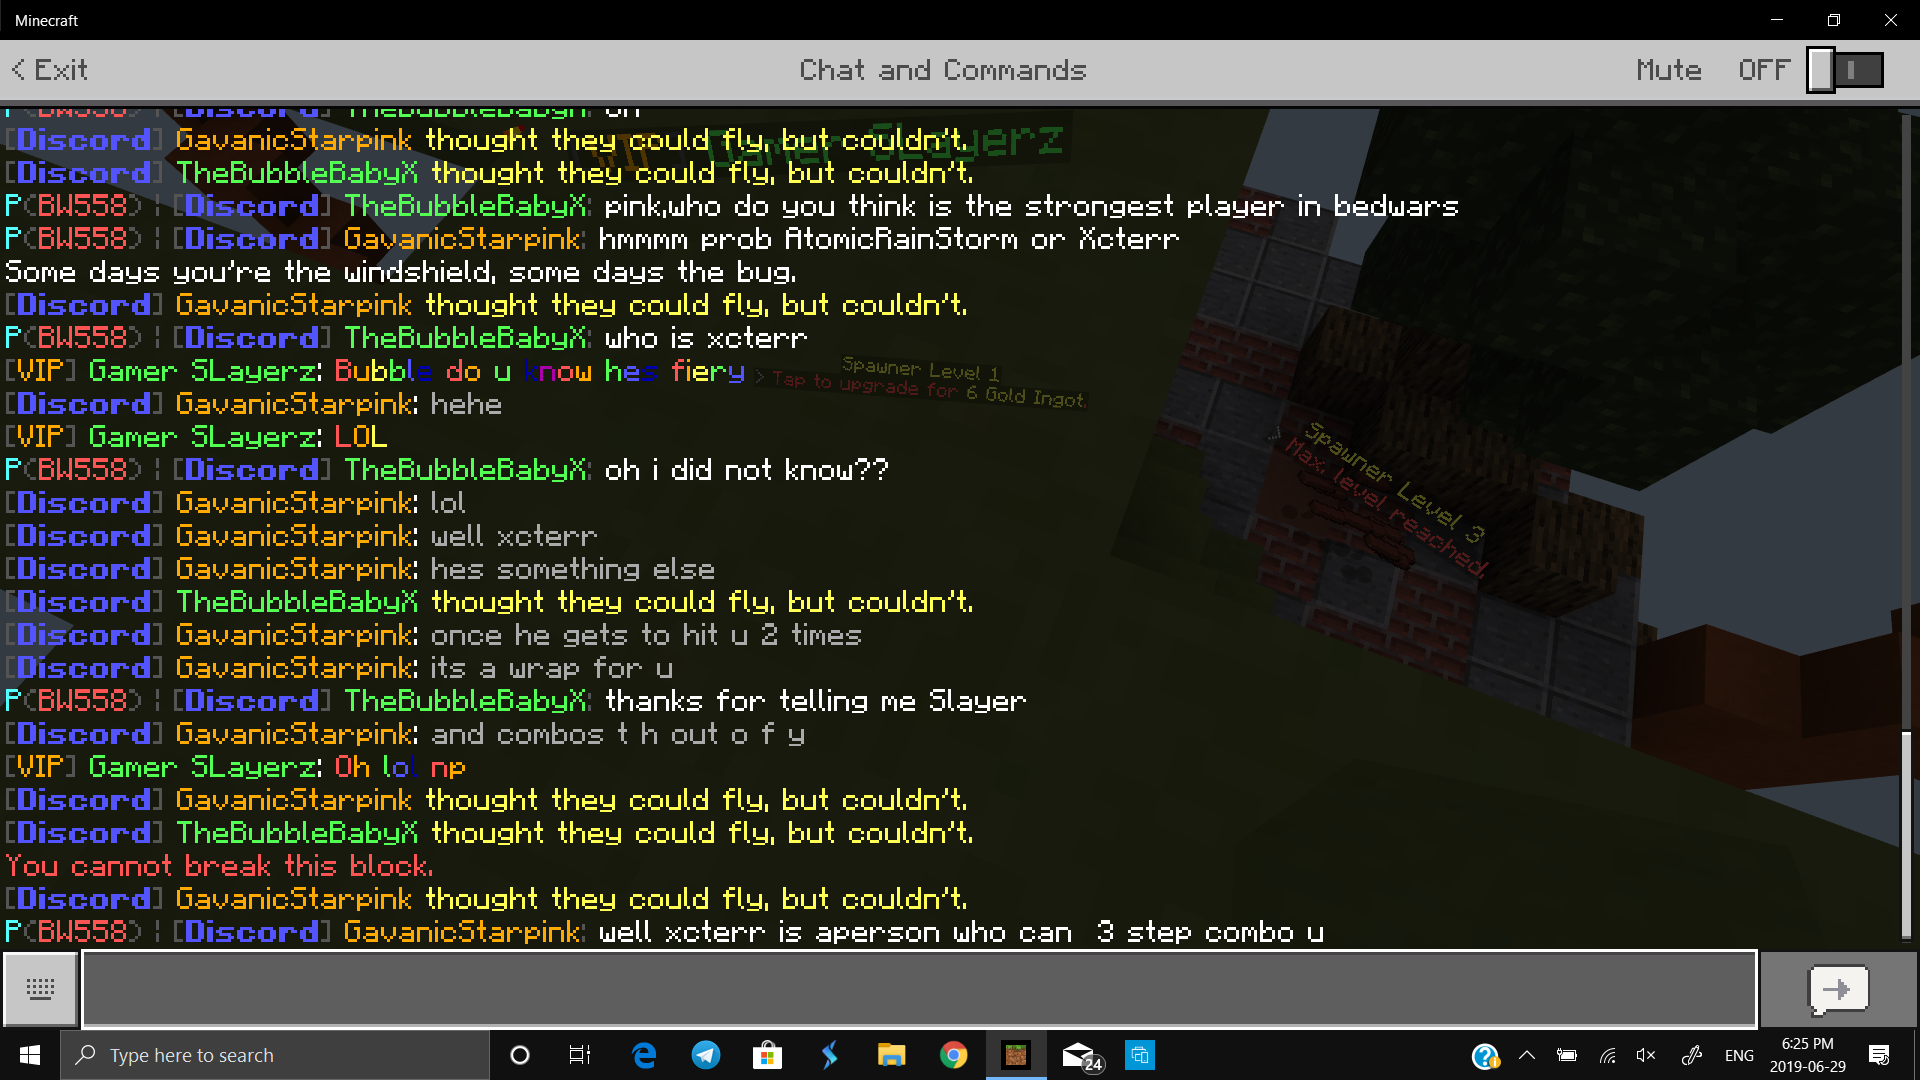 Minecraft
Exit
Chat and Commands
Mute OFF
[Discord] GavanicStarpink thought they could fly, but couldn't.
[Discord] TheBubbleBabyX thought they could fly, but couldn't.
P(BW558) ¦ [Discord] TheBubbleBabyX: pink,who do you think is the strongest player in bedwars
P(BW558) ¦ [Discord] GavanicStarpink: hmmmm prob AtomicRainStorm or Xcterr
Some days you're the windshield, some days the bug.
[Discord] GavanicStarpink thought they could fly, but couldn't.
P(BW558) ¦ [Discord] TheBubbleBabyX: who is xcterr
[VIP] Gamer SLayerz: Bubble do u know hes fiery
[Discord] GavanicStarpink: hehe
[VIP] Gamer SLayerz: LOL
P(BW558) ¦ [Discord] TheBubbleBabyX: oh i did not know??
[Discord] GavanicStarpink: lol
[Discord] GavanicStarpink: well xcterr
[Discord] GavanicStarpink: hes something else
[Discord] TheBubbleBabyX thought they could fly, but couldn't.
[Discord] GavanicStarpink: once he gets to hit u 2 times
[Discord] GavanicStarpink: its a wrap for u
P(BW558) ¦ [Discord] TheBubbleBabyX: thanks for telling me Slayer
[Discord] GavanicStarpink: and combos t h out o f y
[VIP] Gamer SLayerz: Oh lol np
[Discord] GavanicStarpink thought they could fly, but couldn't.
[Discord] TheBubbleBabyX thought they could fly, but couldn't.
You cannot break this block.
[Discord] GavanicStarpink thought they could fly, but couldn't.
P(BW558) ¦ [Discord] GavanicStarpink: well xcterr is aperson who can  3 step combo u
VIP Gamer SLayerz
Spawner Level 1
> Tap to upgrade for 6 Gold Ingot.
Spawner Level 3
Max. level reached.
Type here to search
24
ENG
6:25 PM
2019-06-29